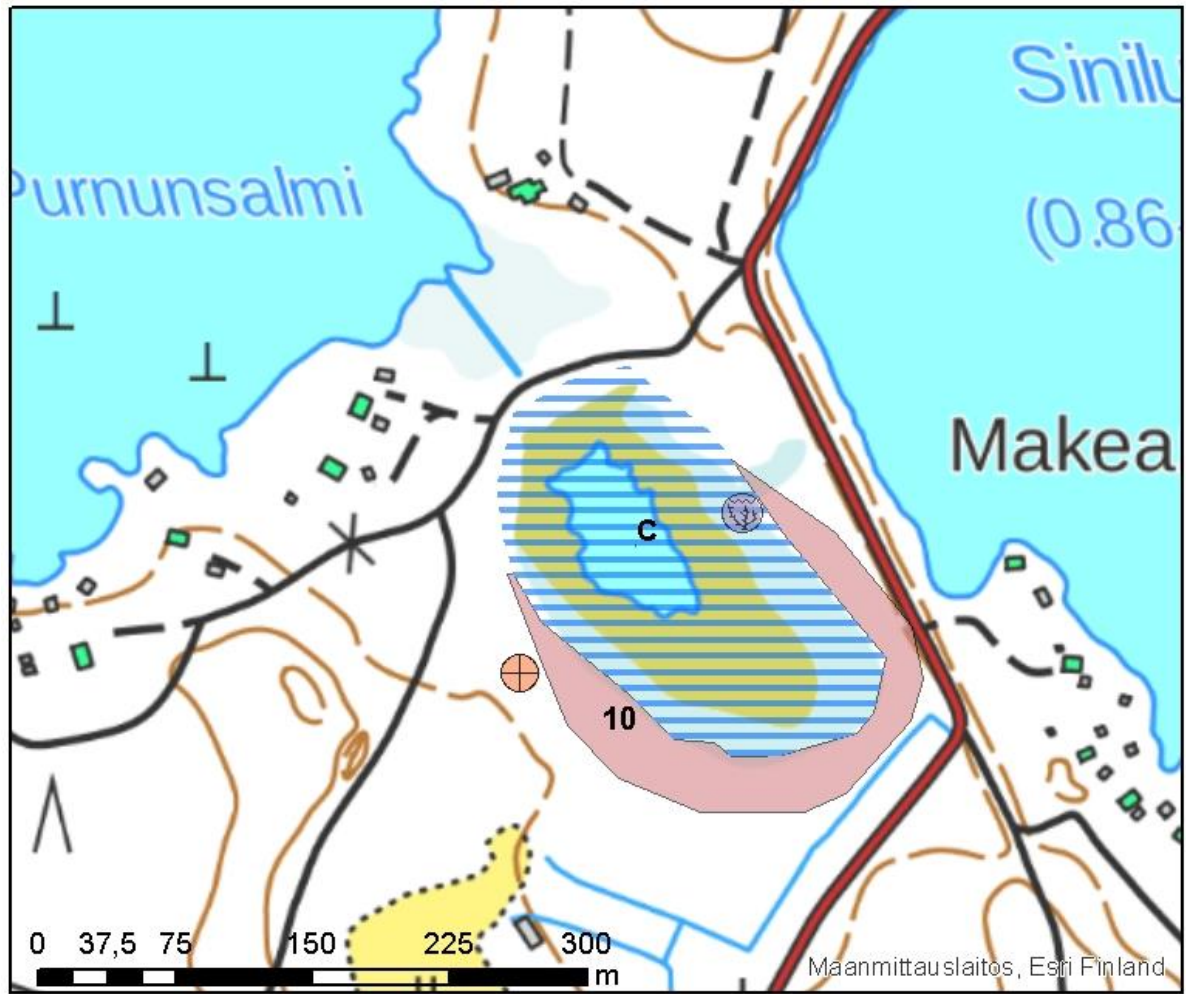 Sinilu
Purnunsalmi
(0.86
Makea
C
10
0 37,5 75 150 225 300
m
Maanmittauslaitos, Esri Finland